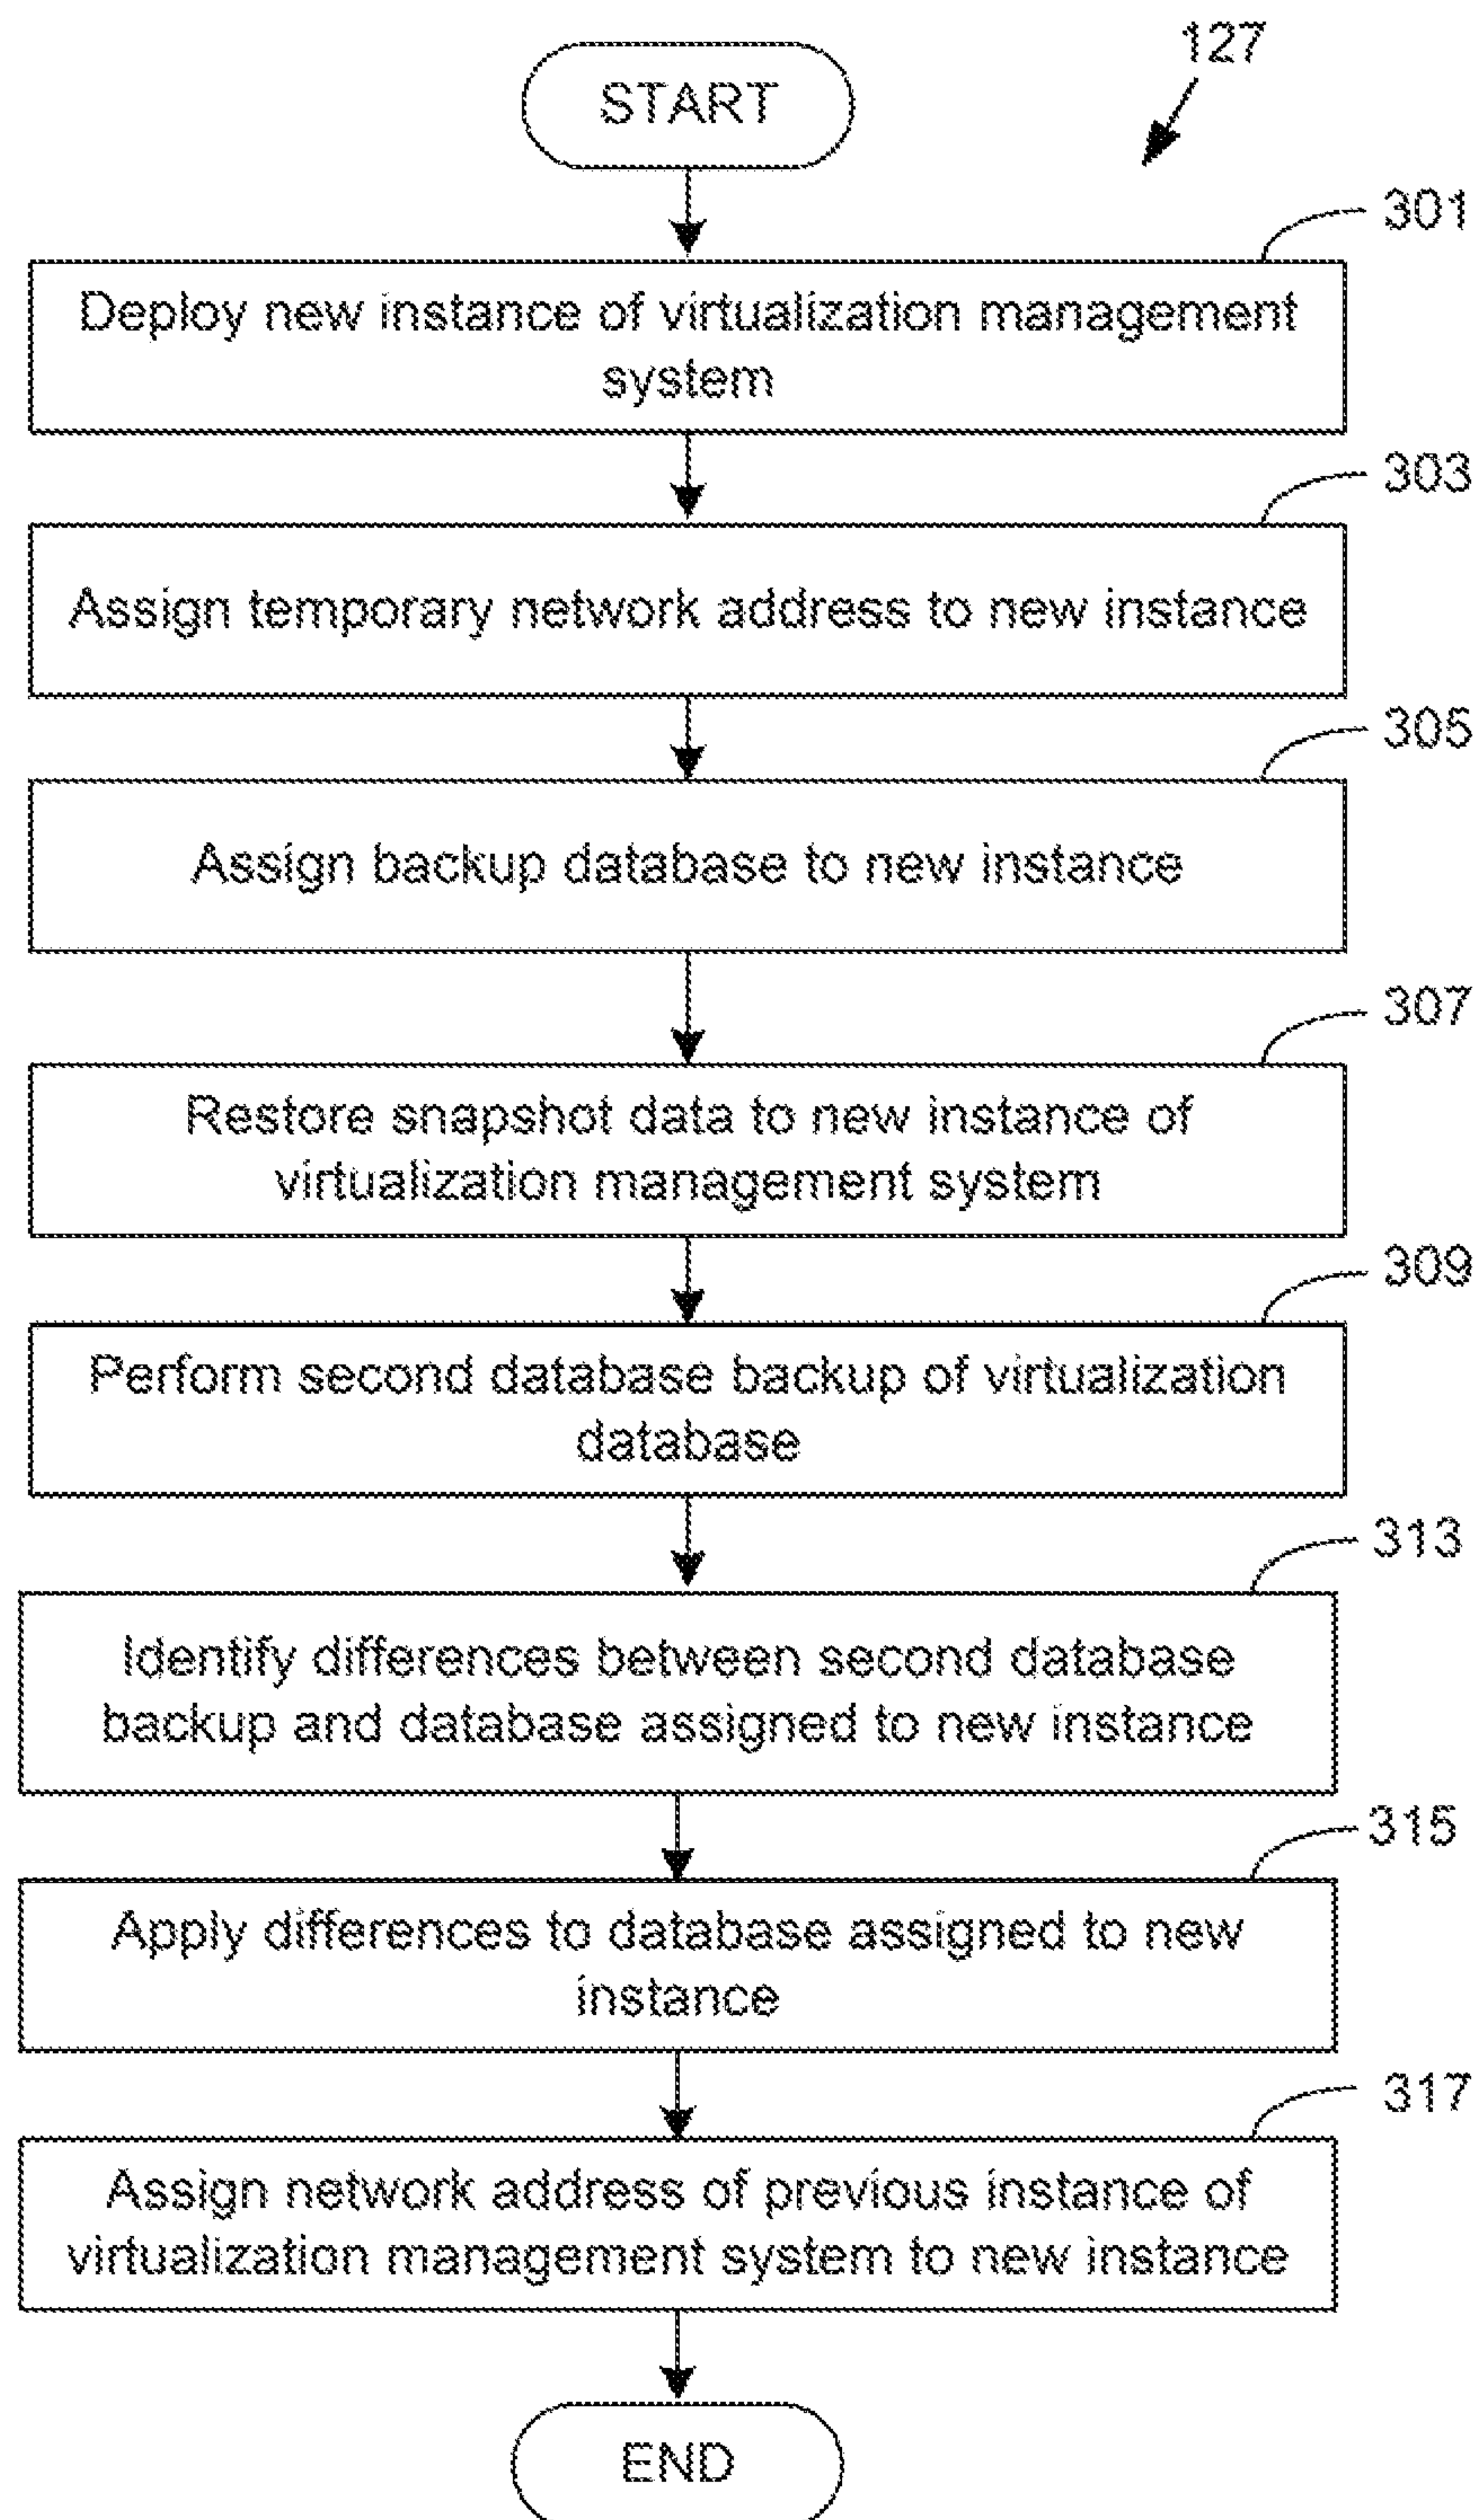 127
START
301
Deploy new instance of virtualization management
system
303
Assign temporary network address to new instance
305
Assign backup database to new instance
307
Restore snapshot data to new instance of
virtualization management system
309
Perform second database backup of virtualization
database
313
Identify differences between second database
backup and database assigned to new instance
315
Apply differences to database assigned to new
instance
317
Assign network address of previous instance of
virtualization management system to new instance
END